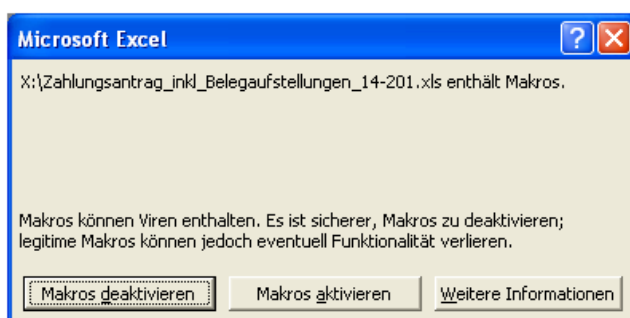 Microsoft Excel
X:\Zahlungsantrag_inkl_Belegaufstellungen_14-201.xls enthält Makros.
Makros können Viren enthalten. Es ist sicherer, Makros zu deaktivieren;
legitime Makros können jedoch eventuell Funktionalität verlieren.
Makros deaktivieren Makros aktivieren Weitere Informationen